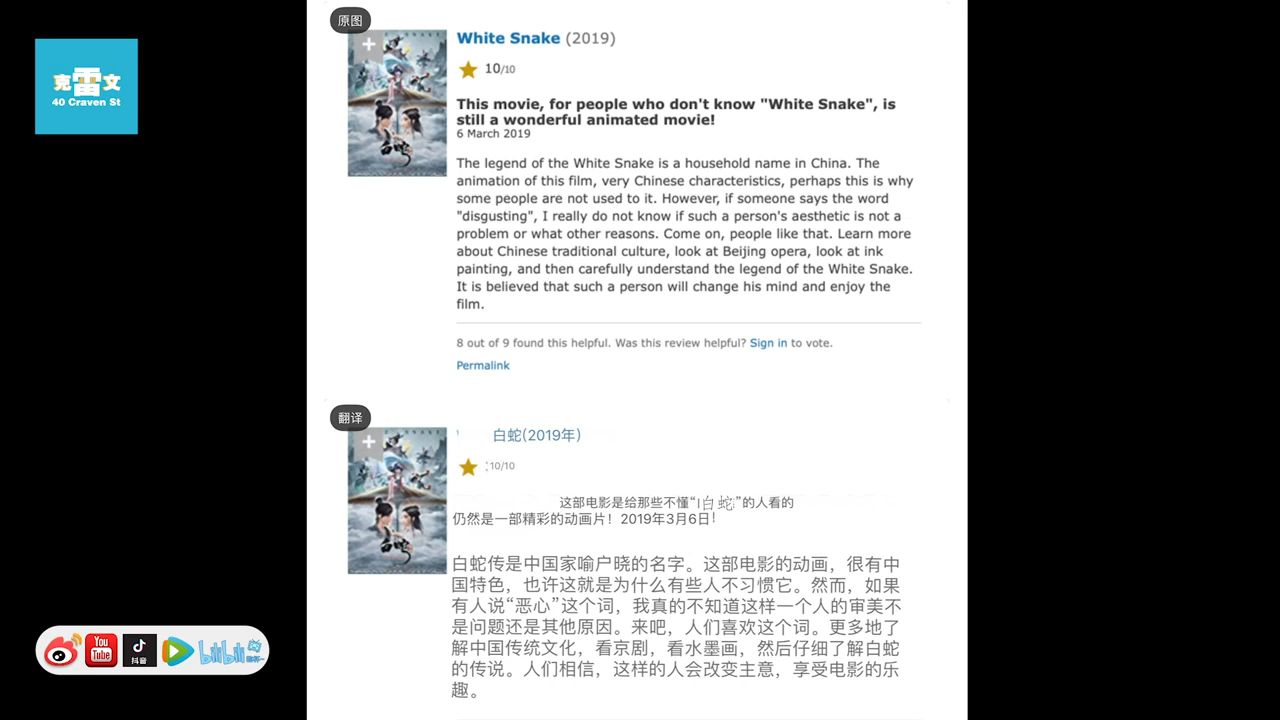 原图
克雷文
40 Craven St
White Snake (2019)
10/10
This movie, for people who don't know "White Snake", is
still a wonderful animated movie!
6 March 2019
The legend of the White Snake is a household name in China. The
animation of this film, very Chinese characteristics, perhaps this is why
some people are not used to it. However, if someone says the word
"disgusting", I really do not know if such a person's aesthetic is not a
problem or what other reasons. Come on, people like that. Learn more
about Chinese traditional culture, look at Beijing opera, look at ink
painting, and then carefully understand the legend of the White Snake.
It is believed that such a person will change his mind and enjoy the
film.
8 out of 9 found this helpful. Was this review helpful? Sign in to vote.
Permalink
翻译
白蛇(2019年)
10/10
这部电影是给那些不懂“白蛇”的人看的
仍然是一部精彩的动画片！2019年3月6日!
白蛇传是中国家喻户晓的名字。这部电影的动画，很有中
国特色，也许这就是为什么有些人不习惯它。然而，如果
有人说“恶心”这个词，我真的不知道这样一个人的审美不
是问题还是其他原因。来吧，人们喜欢这个词。更多地了
解中国传统文化，看京剧，看水墨画，然后仔细了解白蛇
的传说。人们相信，这样的人会改变主意，享受电影的乐
趣。
You
Tube
抖音
bilibili